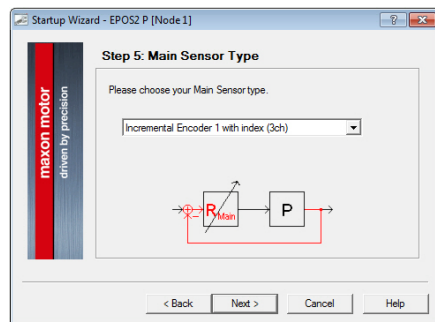 Startup Wizard - EPOS2 P [Node 1]
Step 5: Main Sensor Type
maxon motor
driven by precision
Please choose your Main Sensor type.
Incremental Encoder 1 with index (3ch)
R Main
P
< Back
Next >
Cancel
Help